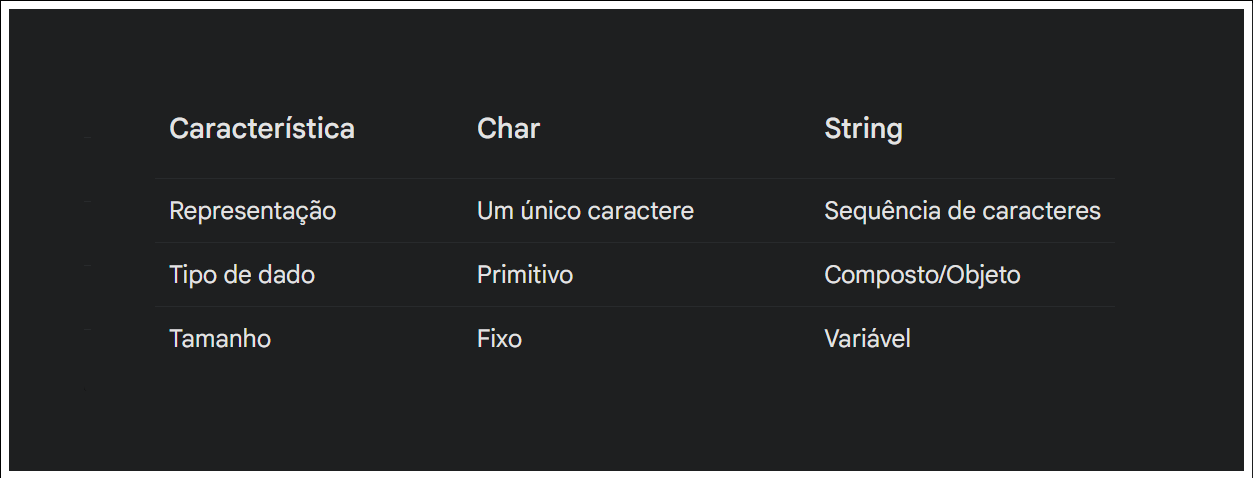 Característica Char String
Representação Um único caractere Sequência de caracteres
Tipo de dado Primitivo Composto/Objeto
Tamanho Fixo Variável